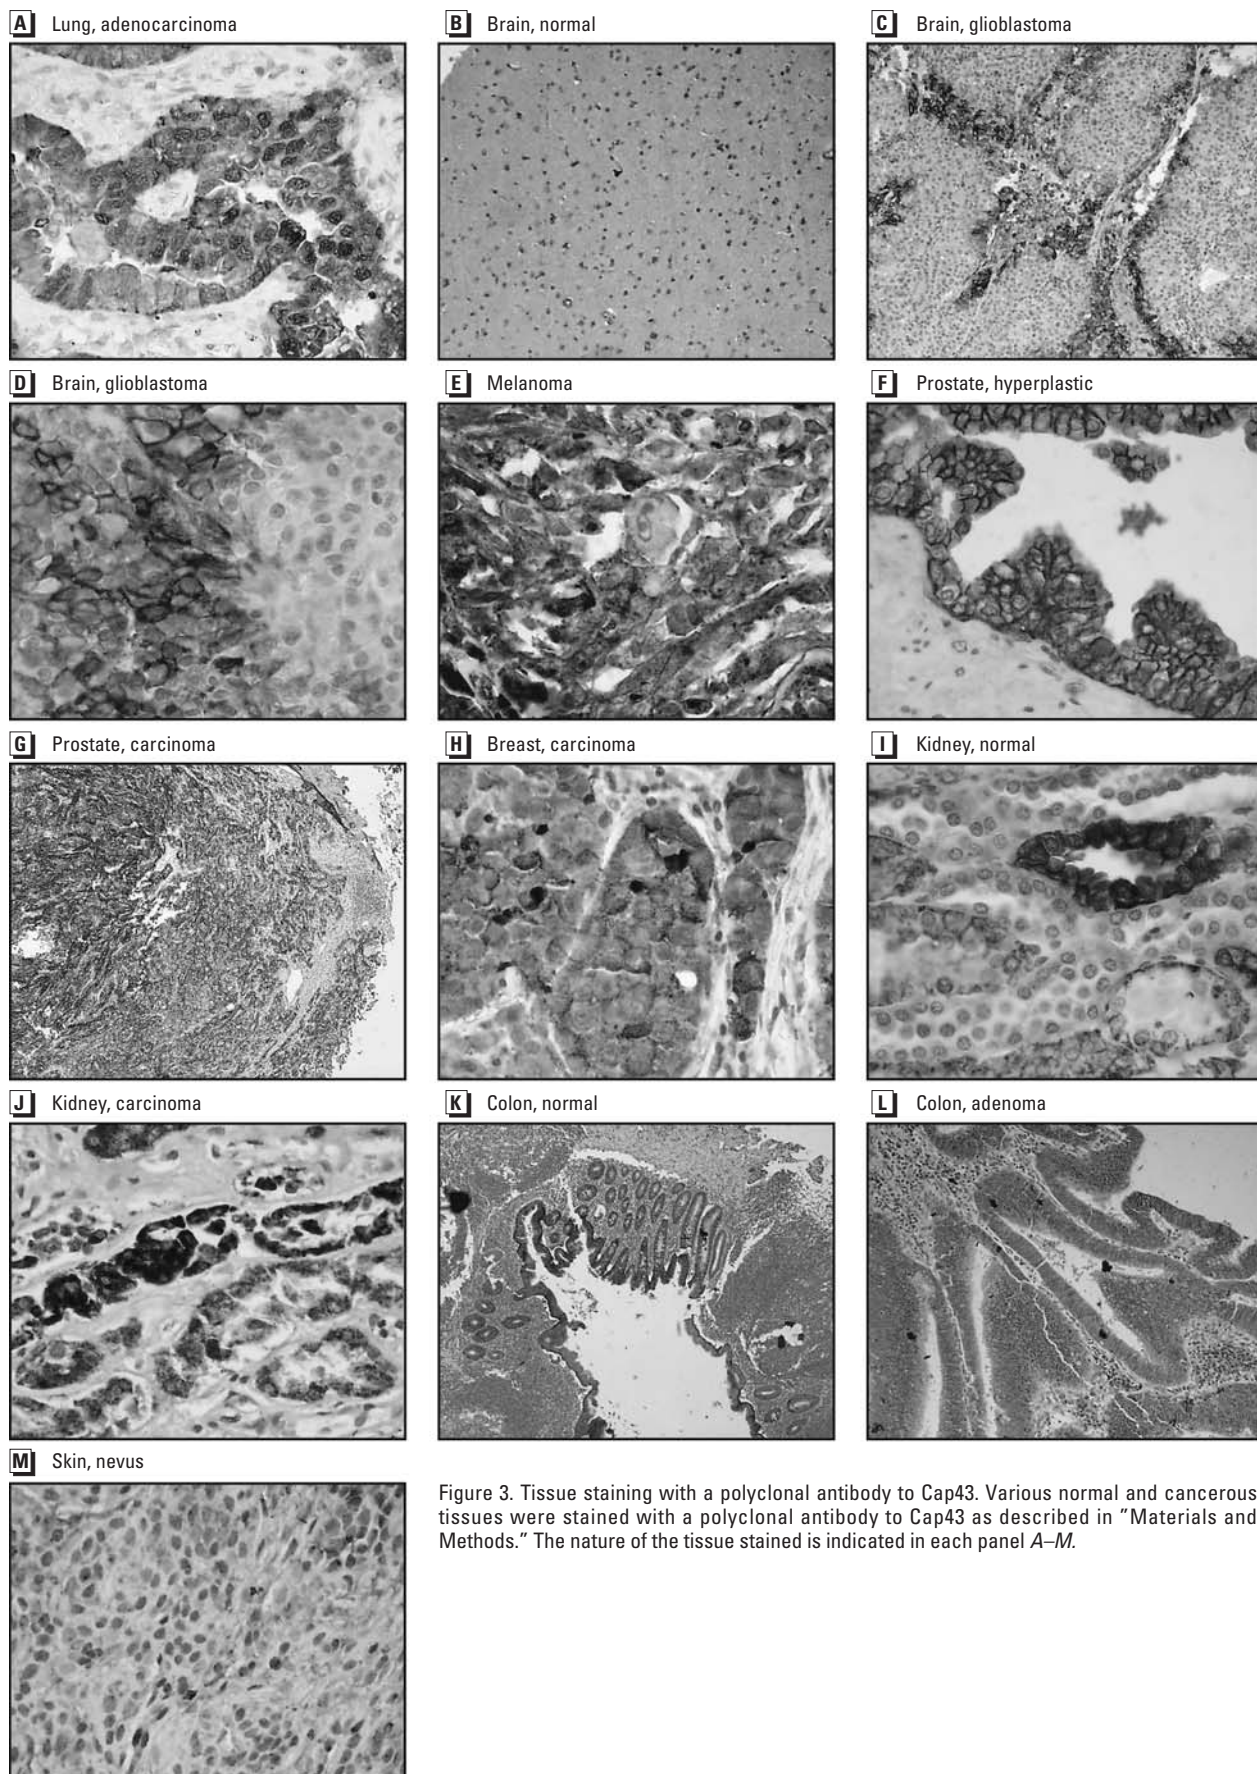 A Lung, adenocarcinoma
B Brain, normal
C Brain, glioblastoma
D Brain, glioblastoma
E Melanoma
F Prostate, hyperplastic
G Prostate, carcinoma
H Breast, carcinoma
I Kidney, normal
J Kidney, carcinoma
K Colon, normal
L Colon, adenoma
M Skin, nevus
Figure 3. Tissue staining with a polyclonal antibody to Cap43. Various normal and cancerous
tissues were stained with a polyclonal antibody to Cap43 as described in ”Materials and
Methods.” The nature of the tissue stained is indicated in each panel A–M.